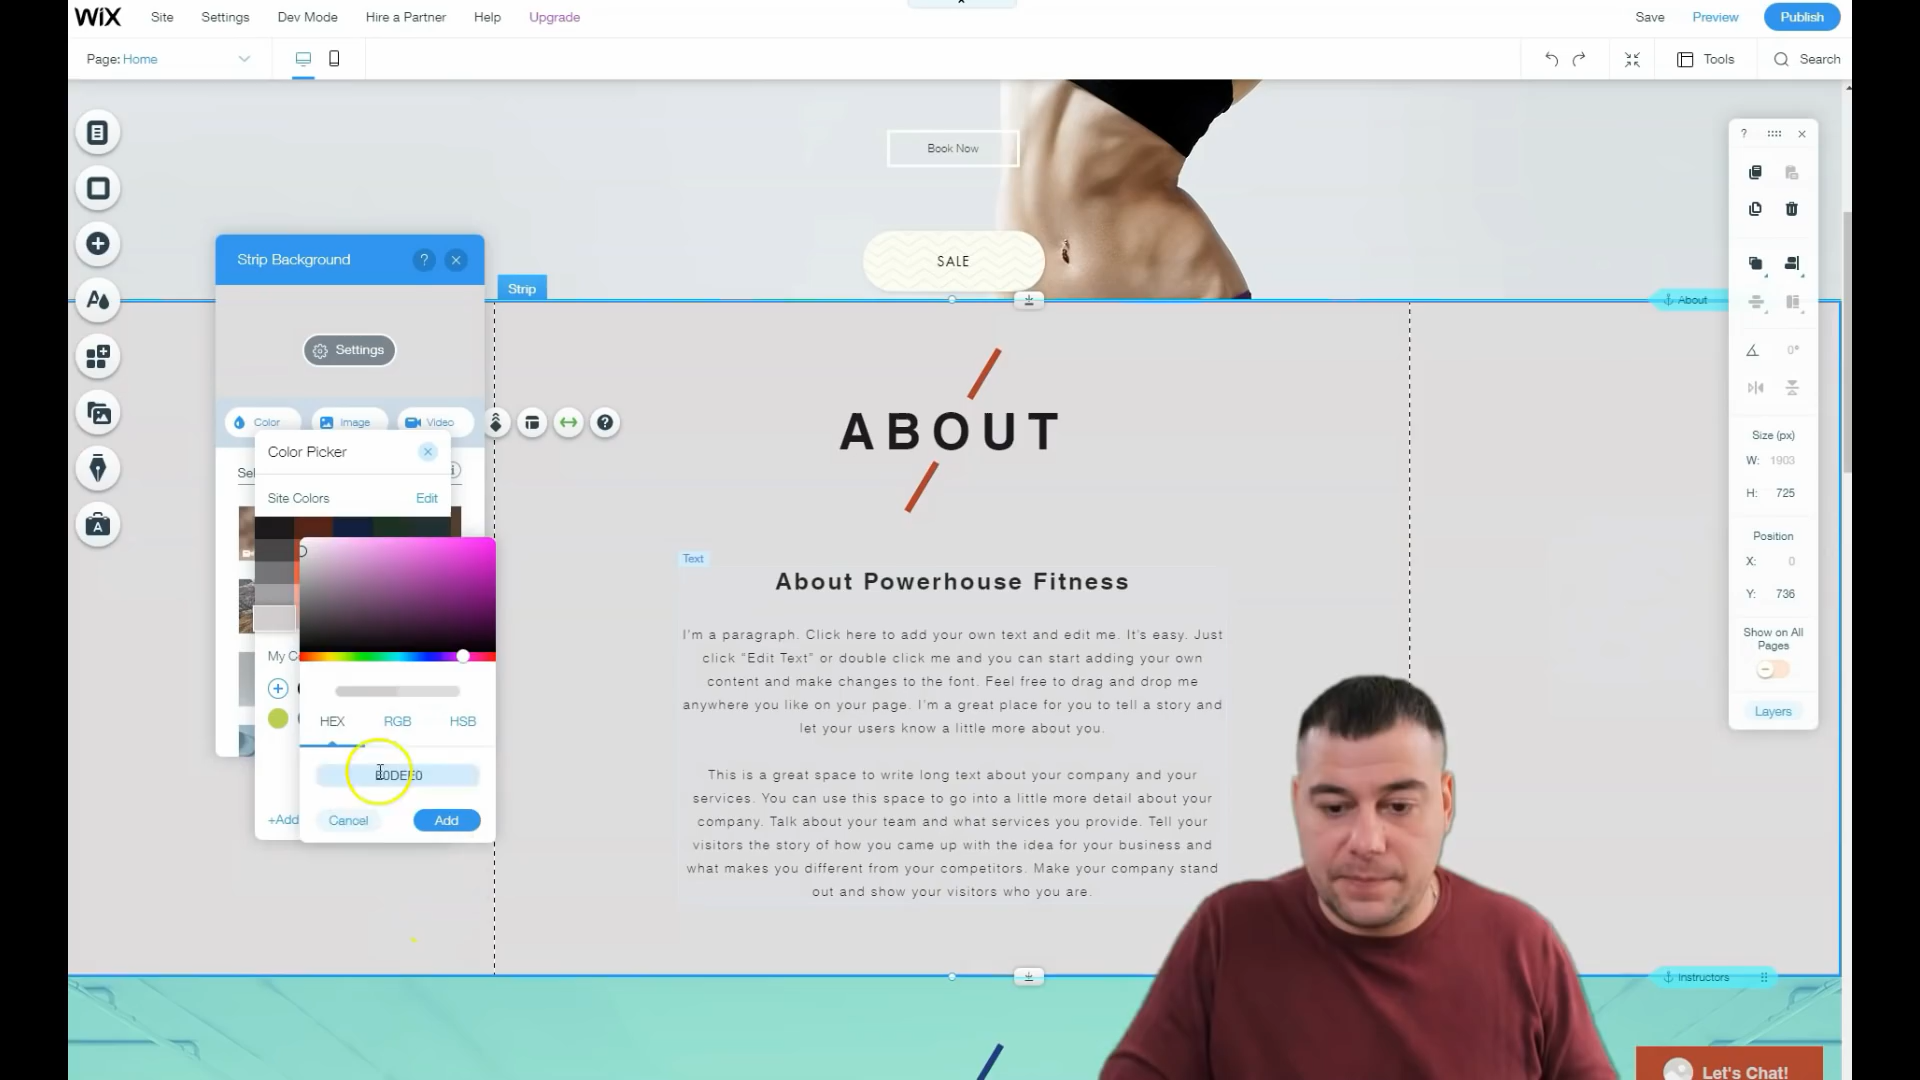 WiX Site Settings Dev Mode Hire a Partner Help Upgrade Save Preview Publish
Page: Home Tools Search
Book Now
SALE
Strip Background ?
Strip
About
Settings
Color Image Video ?
Color Picker
Site Colors Edit
My C
HEX RGB HSB
+Add
Cancel Add
ABOUT
Text
About Powerhouse Fitness
I'm a paragraph. Click here to add your own text and edit me. It's easy. Just
click “Edit Text” or double click me and you can start adding your own
content and make changes to the font. Feel free to drag and drop me
anywhere you like on your page. I'm a great place for you to tell a story and
let your users know a little more about you.
This is a great space to write long text about your company and your
services. You can use this space to go into a little more detail about your
company. Talk about your team and what services you provide. Tell your
visitors the story of how you came up with the idea for your business and
what makes you different from your competitors. Make your company stand
out and show your visitors who you are.
Instructors
Let's Chat!
?
0°
Size (px)
W: 1903
H: 725
Position
X: 0
Y: 736
Show on All
Pages
Layers